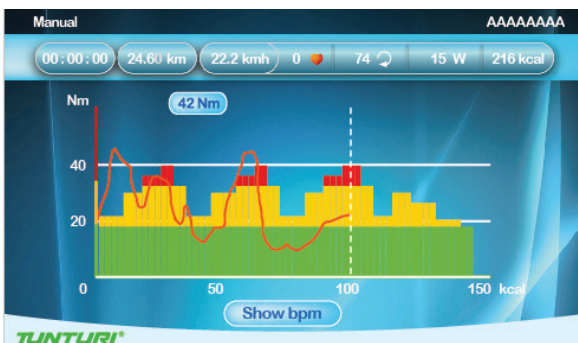 Manual AAAAAAAA
00:00:00 24.60 km 22.2 kmh 0 74 15 W 216 kcal
Nm 42 Nm
40
20
0 50 100 150 kcal
Show bpm
TUNTURI®